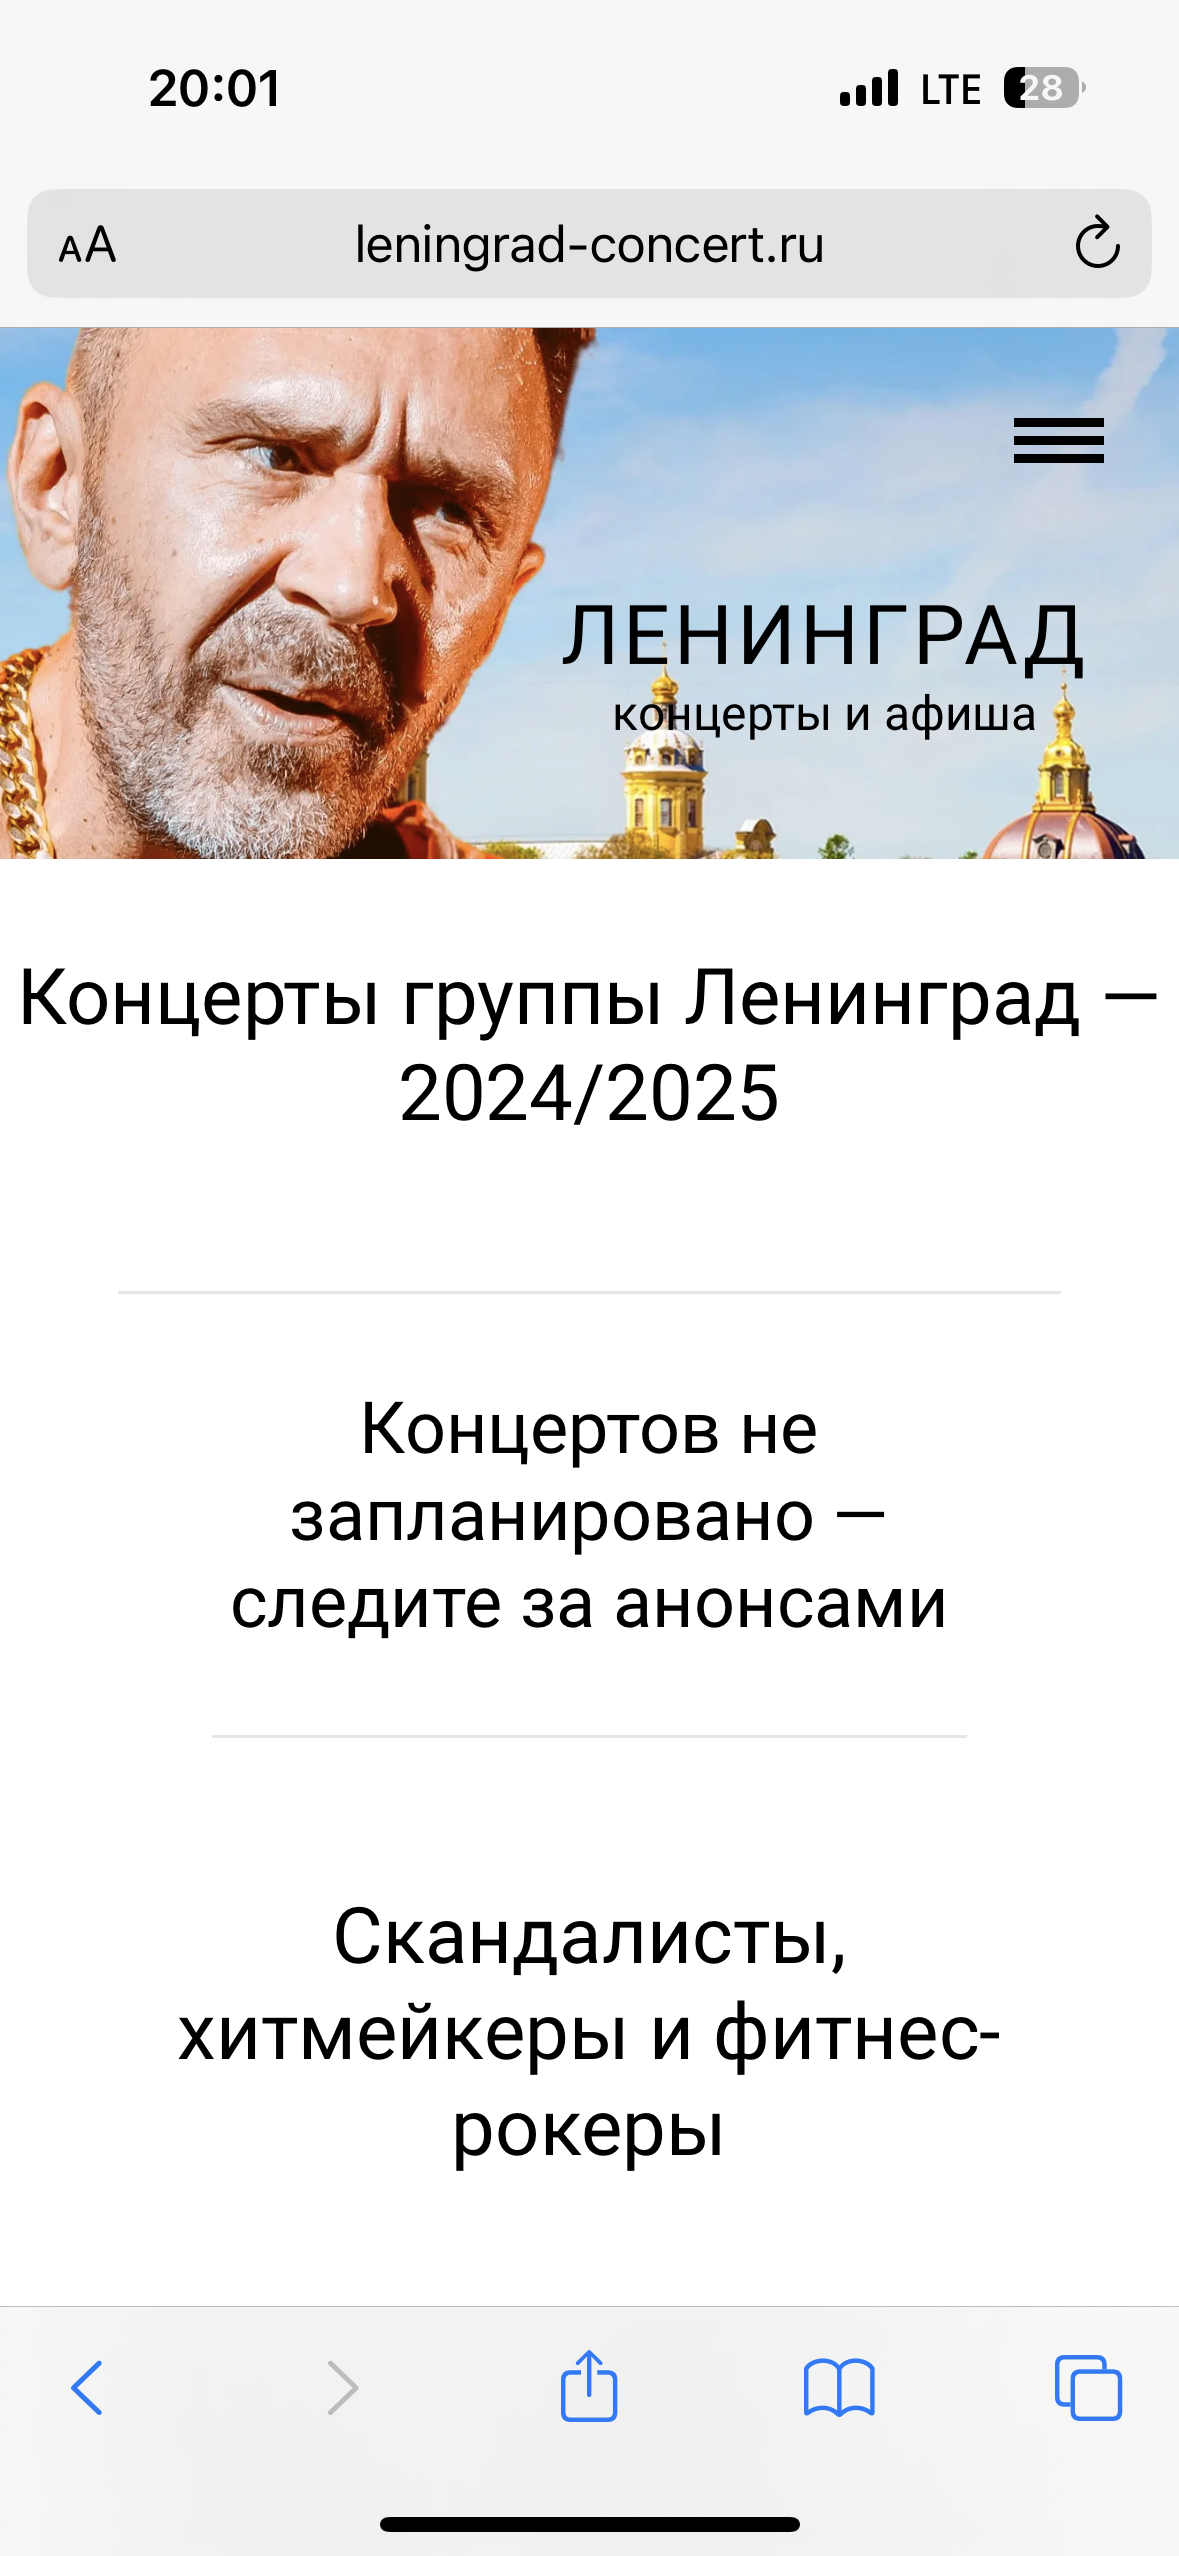 20:01
LTE 28
AA
leningrad-concert.ru
ЛЕНИНГРАД
концерты и афиша
Концерты группы Ленинград —
2024/2025
Концертов не
запланировано —
следите за анонсами
Скандалисты,
хитмейкеры и фитнес-
рокеры